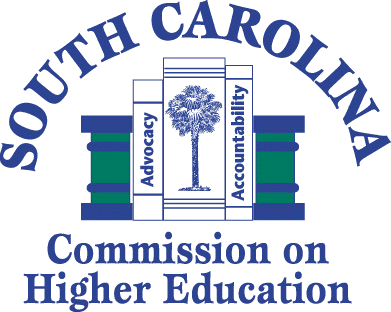 SOUTH CAROLINA
Advocacy
Accountability
Commission on
Higher Education